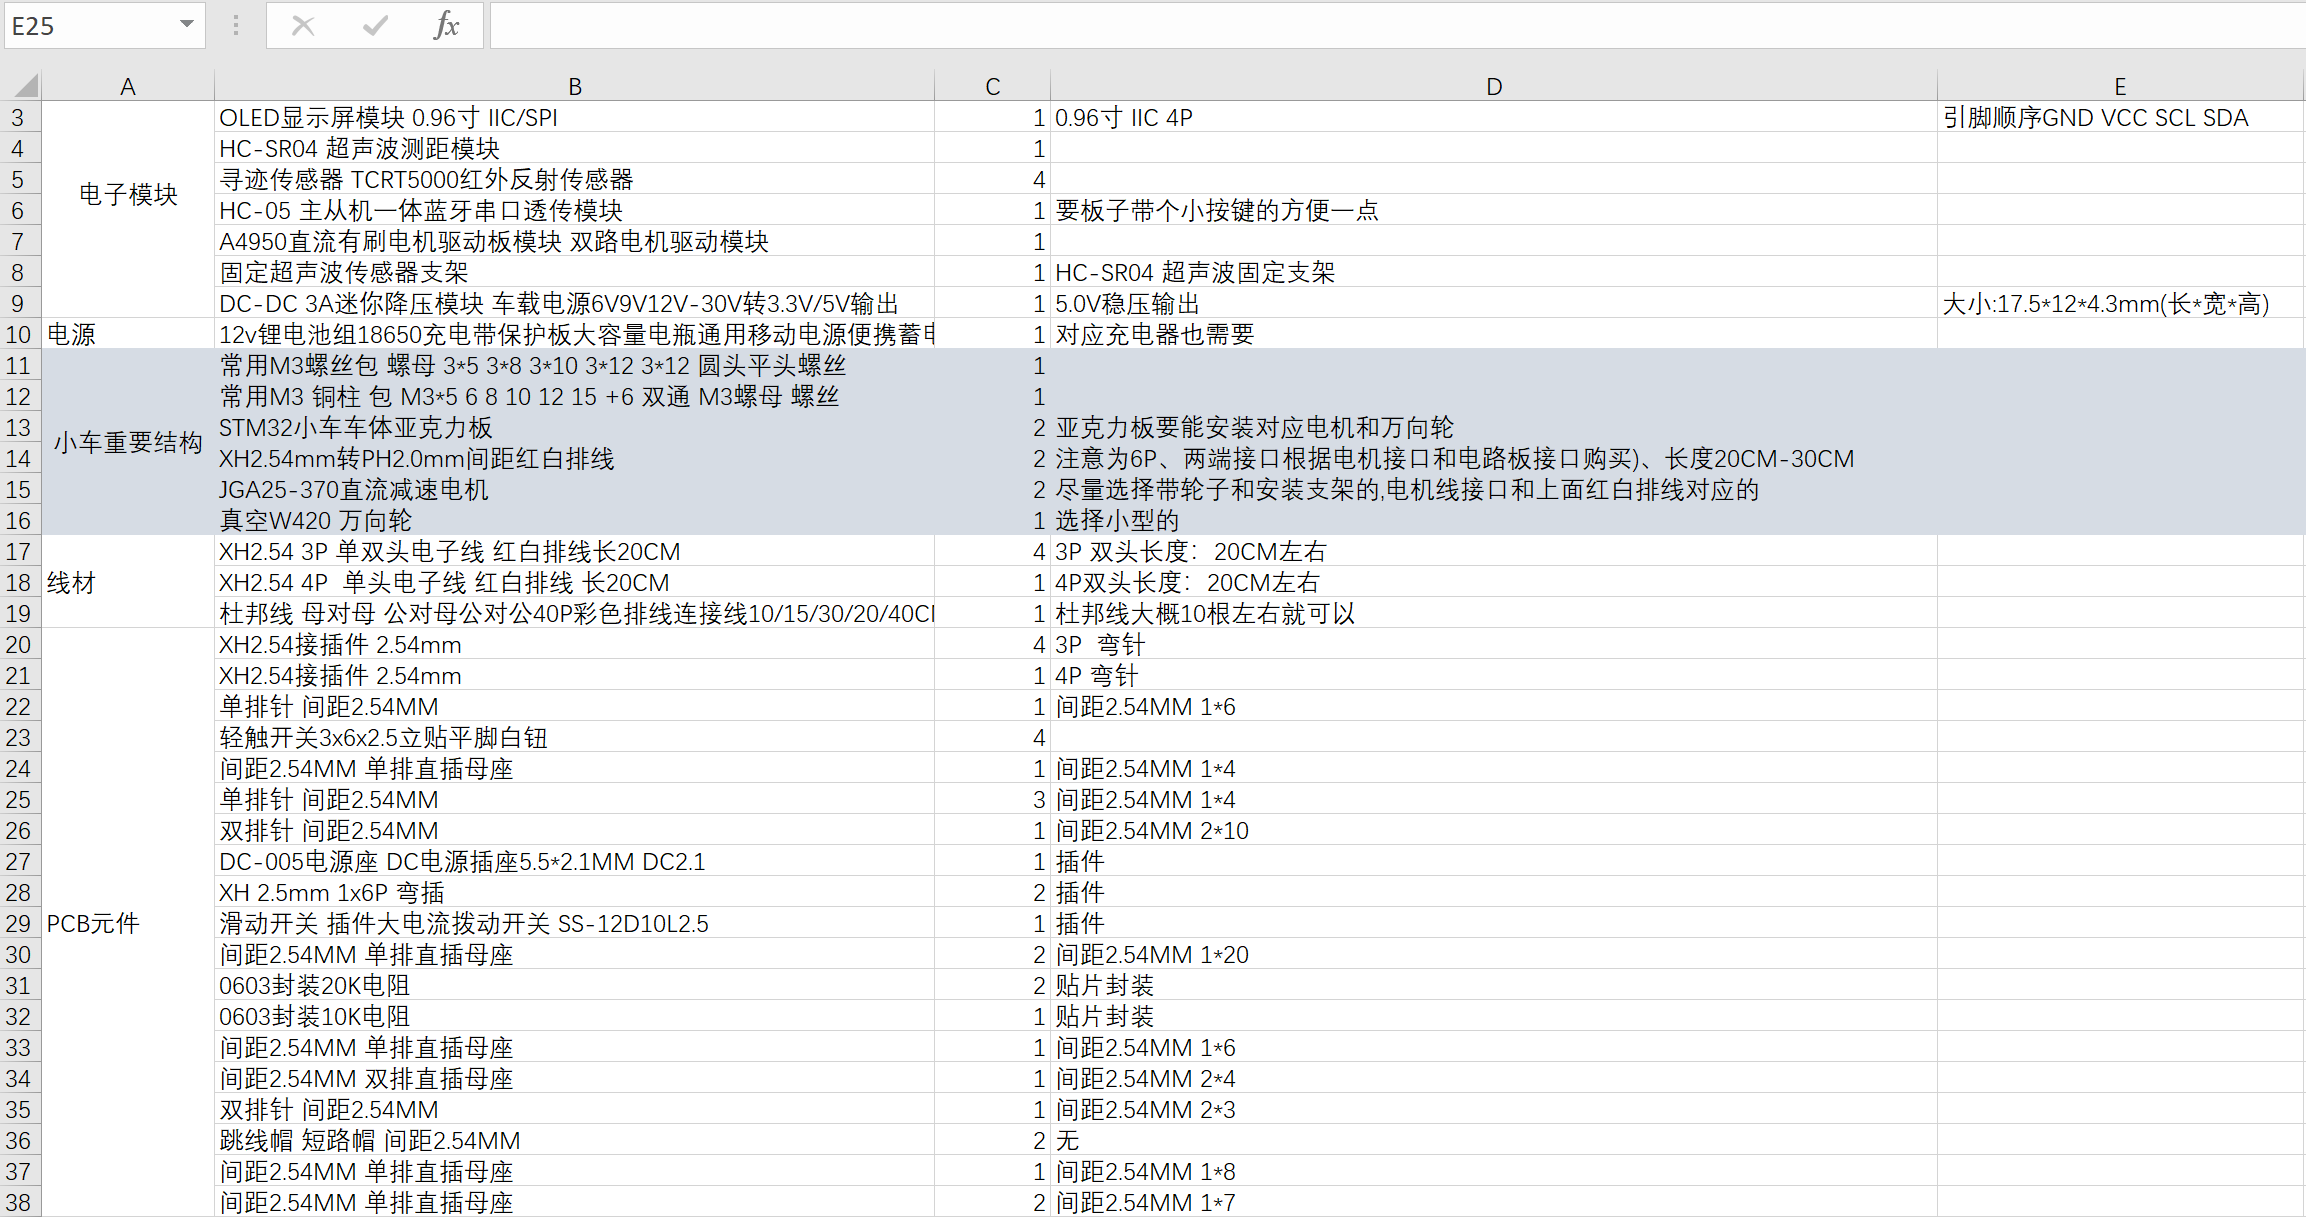 E25 fx
A B C D E
3 OLED显示屏模块 0.96寸 IIC/SPI 1 0.96寸 IIC 4P 引脚顺序GND VCC SCL SDA
4 HC-SR04 超声波测距模块 1
5 寻迹传感器 TCRT5000红外反射传感器 4
电子模块
6 HC-05 主从机一体蓝牙串口透传模块 1 要板子带个小按键的方便一点
7 A4950直流有刷电机驱动板模块 双路电机驱动模块 1
8 固定超声波传感器支架 1 HC-SR04 超声波固定支架
9 DC-DC 3A迷你降压模块 车载电源6V9V12V-30V转3.3V/5V输出 1 5.0V稳压输出 大小:17.5*12*4.3mm(长*宽*高)
10 电源 12v锂电池组18650充电带保护板大容量电瓶通用移动电源便携蓄 1 对应充电器也需要
11 常用M3螺丝包 螺母 3*5 3*8 3*10 3*12 3*12 圆头平头螺丝 1
12 常用M3 铜柱 包 M3*5 6 8 10 12 15 +6 双通 M3螺母 螺丝 1
13 STM32小车车体亚克力板 2 亚克力板要能安装对应电机和万向轮
小车重要结构
14 XH2.54mm转PH2.0mm间距红白排线 2 注意为6P、两端接口根据电机接口和电路板接口购买)、长度20CM-30CM
15 JGA25-370直流减速电机 2 尽量选择带轮子和安装支架的,电机线接口和上面红白排线对应的
16 真空W420 万向轮 1 选择小型的
17 XH2.54 3P 单双头电子线 红白排线长20CM 4 3P 双头长度：20CM左右
18 线材 XH2.54 4P 单头电子线 红白排线 长20CM 1 4P双头长度：20CM左右
19 杜邦线 母对母 公对母公对公40P彩色排线连接线10/15/30/20/40C 1 杜邦线大概10根左右就可以
20 XH2.54接插件 2.54mm 4 3P 弯针
21 XH2.54接插件 2.54mm 1 4P 弯针
22 单排针 间距2.54MM 1 间距2.54MM 1*6
23 轻触开关3x6x2.5立贴平脚白钮 4
24 间距2.54MM 单排直插母座 1 间距2.54MM 1*4
25 单排针 间距2.54MM 3 间距2.54MM 1*4
26 双排针 间距2.54MM 1 间距2.54MM 2*10
27 DC-005电源座 DC电源插座5.5*2.1MM DC2.1 1 插件
28 XH 2.5mm 1x6P 弯插 2 插件
29 PCB元件 滑动开关 插件大电流拨动开关 SS-12D10L2.5 1 插件
30 间距2.54MM 单排直插母座 2 间距2.54MM 1*20
31 0603封装20K电阻 2 贴片封装
32 0603封装10K电阻 1 贴片封装
33 间距2.54MM 单排直插母座 1 间距2.54MM 1*6
34 间距2.54MM 双排直插母座 1 间距2.54MM 2*4
35 双排针 间距2.54MM 1 间距2.54MM 2*3
36 跳线帽 短路帽 间距2.54MM 2 无
37 间距2.54MM 单排直插母座 1 间距2.54MM 1*8
38 间距2.54MM 单排直插母座 2 间距2.54MM 1*7